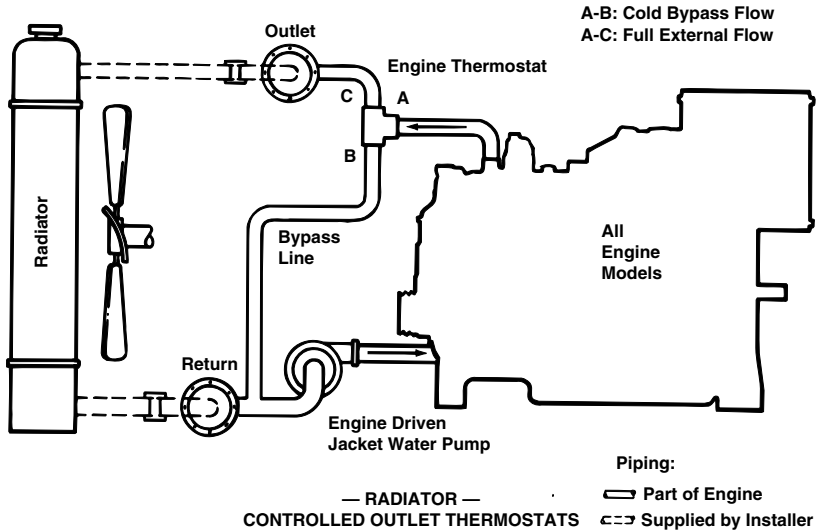 A-B: Cold Bypass Flow
A-C: Full External Flow
Outlet
Engine Thermostat
C
A
B
Radiator
Bypass
Line
All
Engine
Models
Return
Engine Driven
Jacket Water Pump
Piping:
Part of Engine
Supplied by Installer
— RADIATOR —
CONTROLLED OUTLET THERMOSTATS